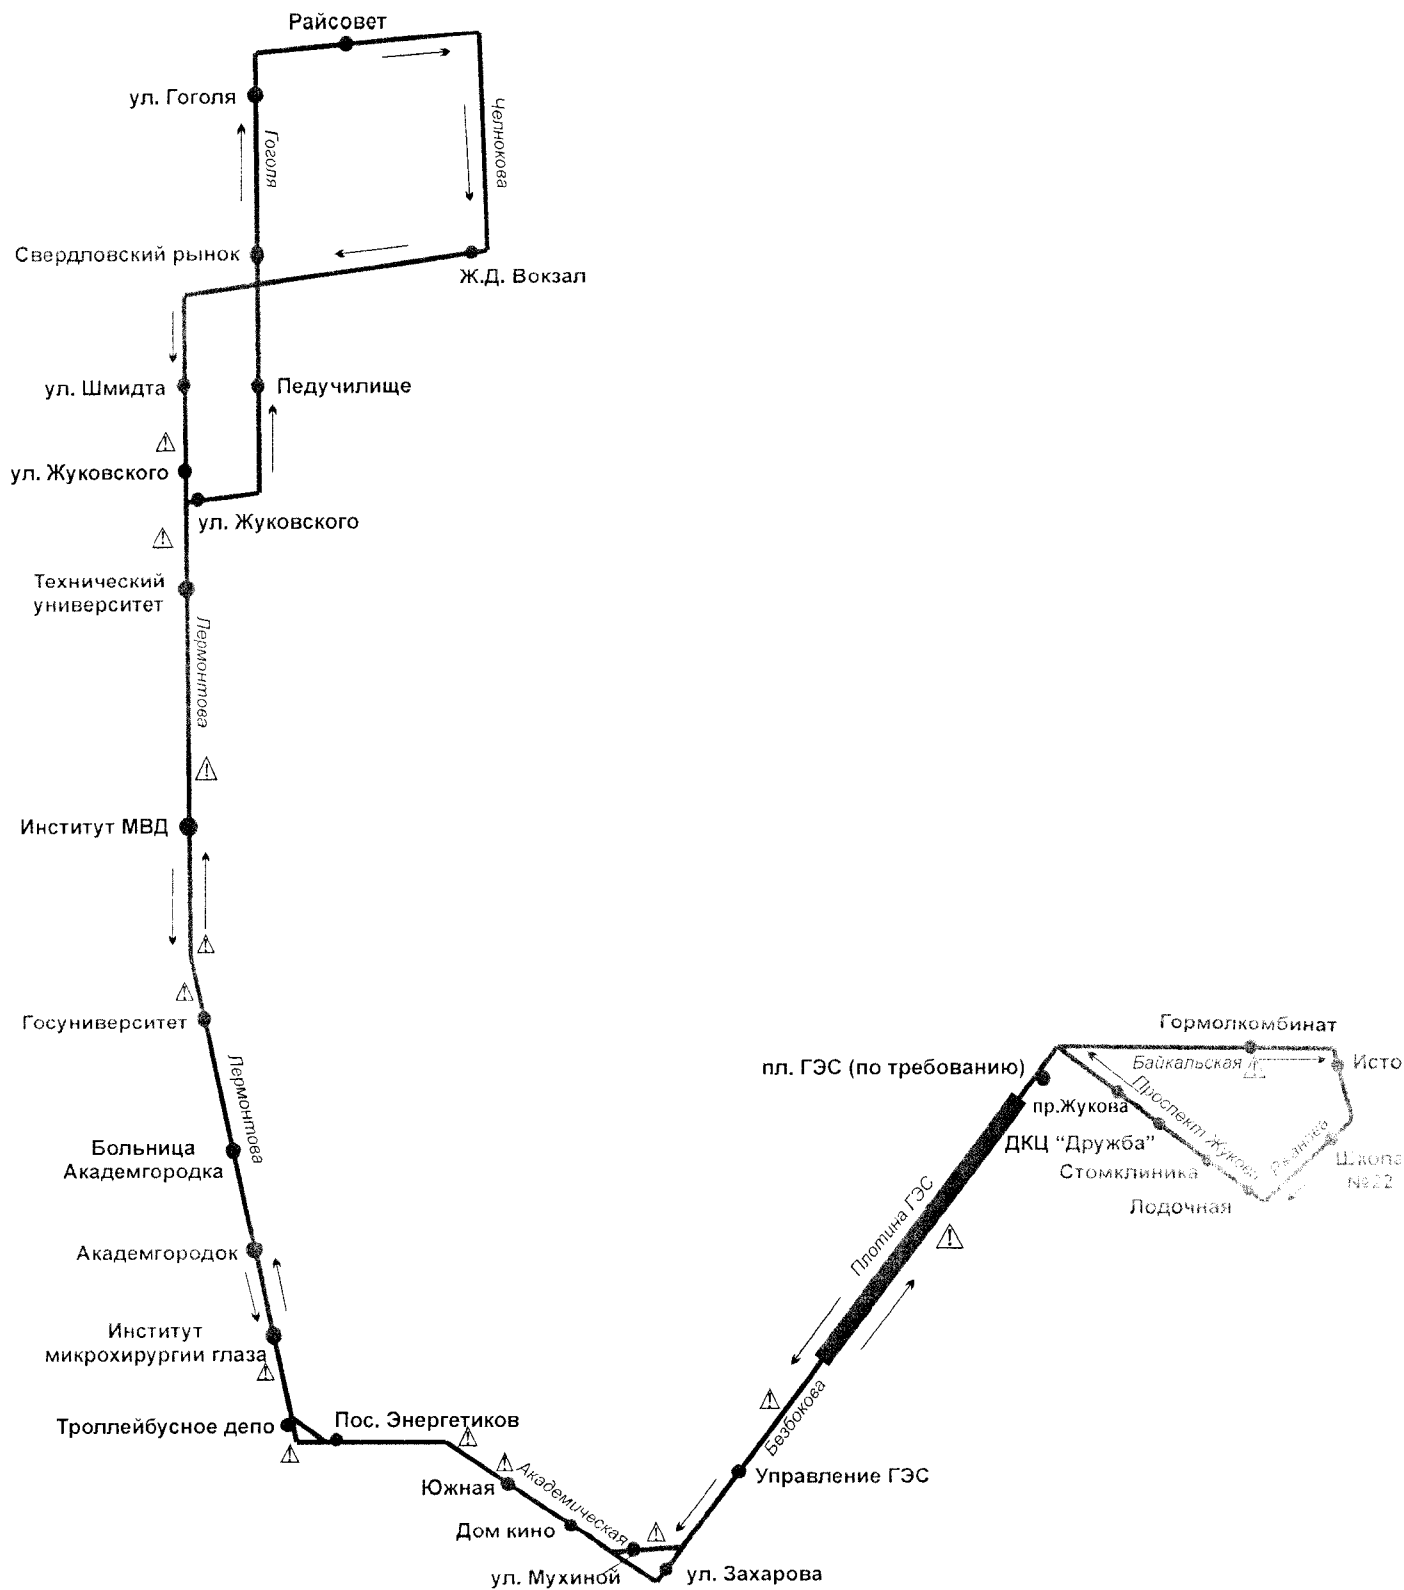 Райсовет
ул. Гоголя
Гоголя
Челнокова
Свердловский рынок
Ж.Д. Вокзал
ул. Шмидта
Педучилище
ул. Жуковского
ул. Жуковского
Технический
университет
Лермонтова
Институт МВД
Госуниверситет
Лермонтова
Больница
Академгородка
Академгородок
Институт
микрохирургии глаза
Троллейбусное депо
Пос. Энергетиков
Южная
Академическая
Дом кино
ул. Мухиной
ул. Захарова
Управление ГЭС
Безбокова
Плотина ГЭС
пл. ГЭС (по требованию)
Гормолкомбинат
Байкальская
Исто
пр.Жукова
Проспект Жукова
ДКЦ "Дружба"
Стомклиника
Школа
№22
Лодочная